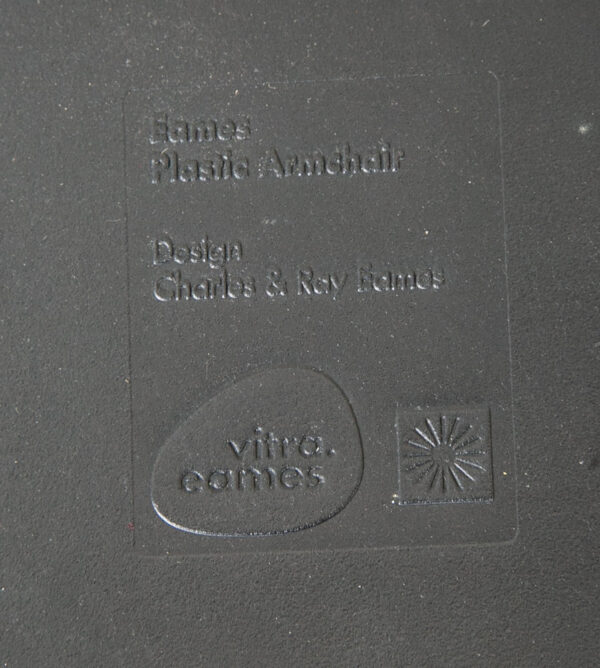 Eames
Plastic Armchair
Design
Charles & Ray Eames
vitra.
eames